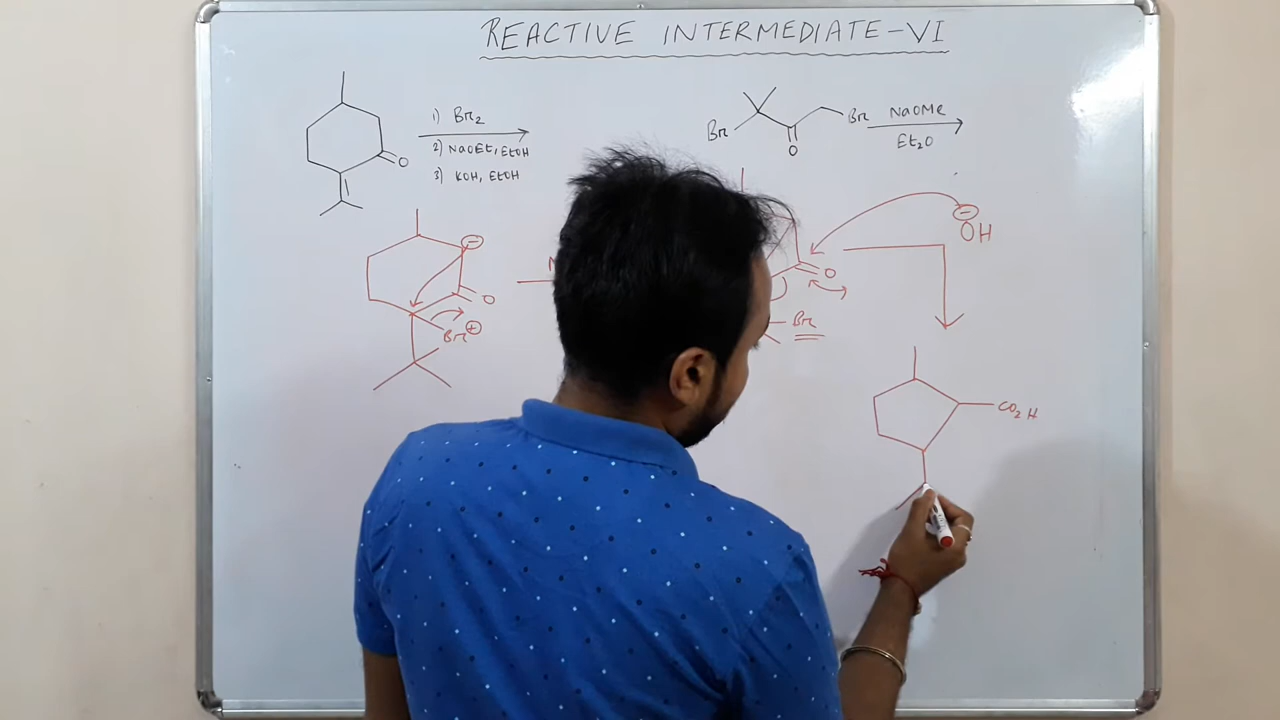 REACTIVE INTERMEDIATE-VI
1) Br2
2) NaOEt, EtOH
3) KOH, EtOH
O
Br
Br
O
NaOMe
Et2O
⊖
O
Br⊕
O
Br
⊖
OH
CO2H